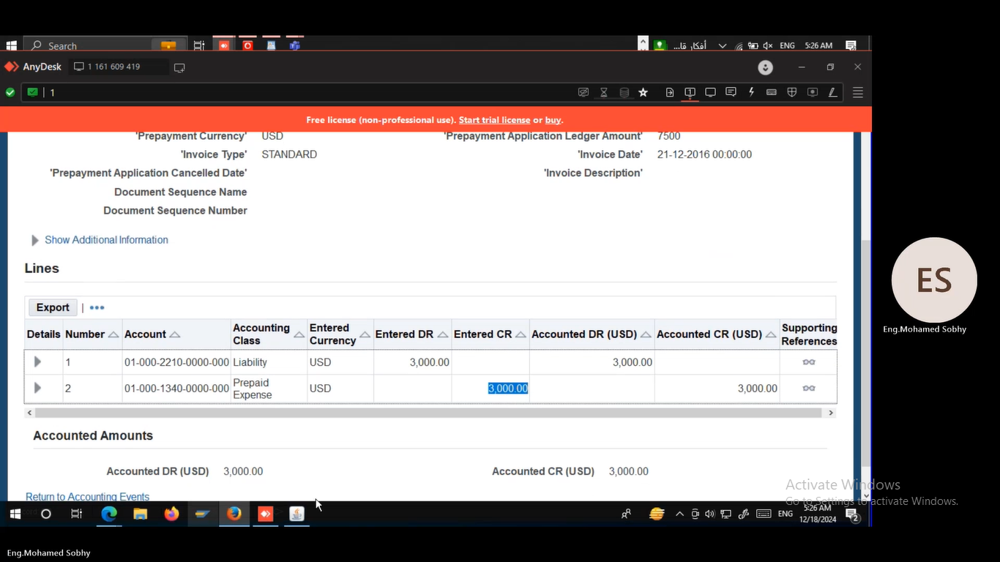 Search
أفكار قا...
ENG
5:26 AM
AnyDesk
1 161 609 419
1
Free license (non-professional use). Start trial license or buy.
'Prepayment Currency' USD
'Prepayment Application Ledger Amount' 7500
'Invoice Type' STANDARD
'Invoice Date' 21-12-2016 00:00:00
'Prepayment Application Cancelled Date'
'Invoice Description'
Document Sequence Name
Document Sequence Number
Show Additional Information
Lines
Export | •••
Details Number Account Accounting Class Entered Currency Entered DR Entered CR Accounted DR (USD) Accounted CR (USD) Supporting References
1 01-000-2210-0000-000 Liability USD 3,000.00 3,000.00
2 01-000-1340-0000-000 Prepaid Expense USD 3,000.00 3,000.00
Accounted Amounts
Accounted DR (USD) 3,000.00
Accounted CR (USD) 3,000.00
Return to Accounting Events
Activate Windows
Go to Settings to activate Windows.
ENG
5:26 AM
12/18/2024
2
ES
Eng.Mohamed Sobhy
Eng.Mohamed Sobhy